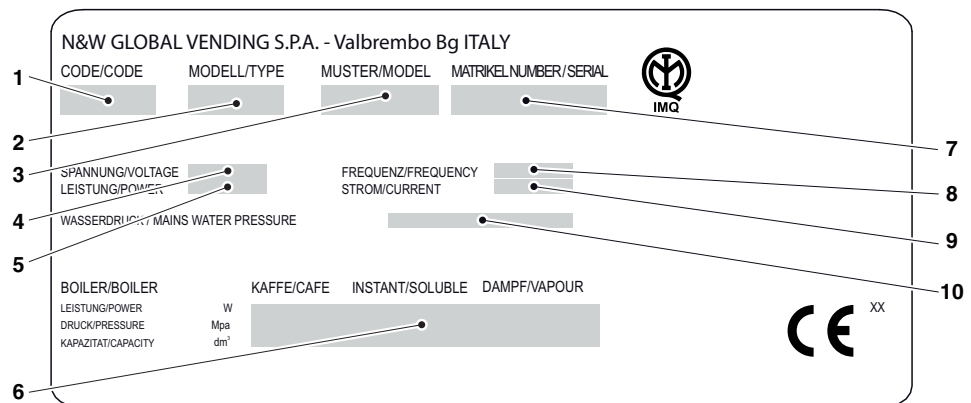 N&W GLOBAL VENDING S.P.A. - Valbrembo Bg ITALY
CODE/CODE MODELL/TYPE MUSTER/MODEL MATRIKEL NUMBER / SERIAL
IMQ
1
2
3
7
SPANNUNG/VOLTAGE FREQUENZ/FREQUENCY
LEISTUNG/POWER STROM/CURRENT
8
4
WASSERDRUCK / MAINS WATER PRESSURE
9
5
10
BOILER/BOILER KAFFE/CAFE INSTANT/SOLUBLE DAMPF/VAPOUR
LEISTUNG/POWER W
DRUCK/PRESSURE Mpa
KAPAZITAT/CAPACITY dm³
CE XX
6